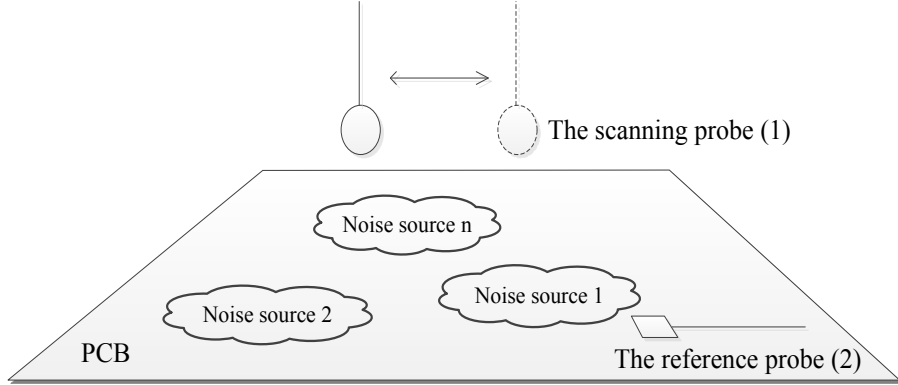 The scanning probe (1)
Noise source n
Noise source 1
Noise source 2
PCB
The reference probe (2)